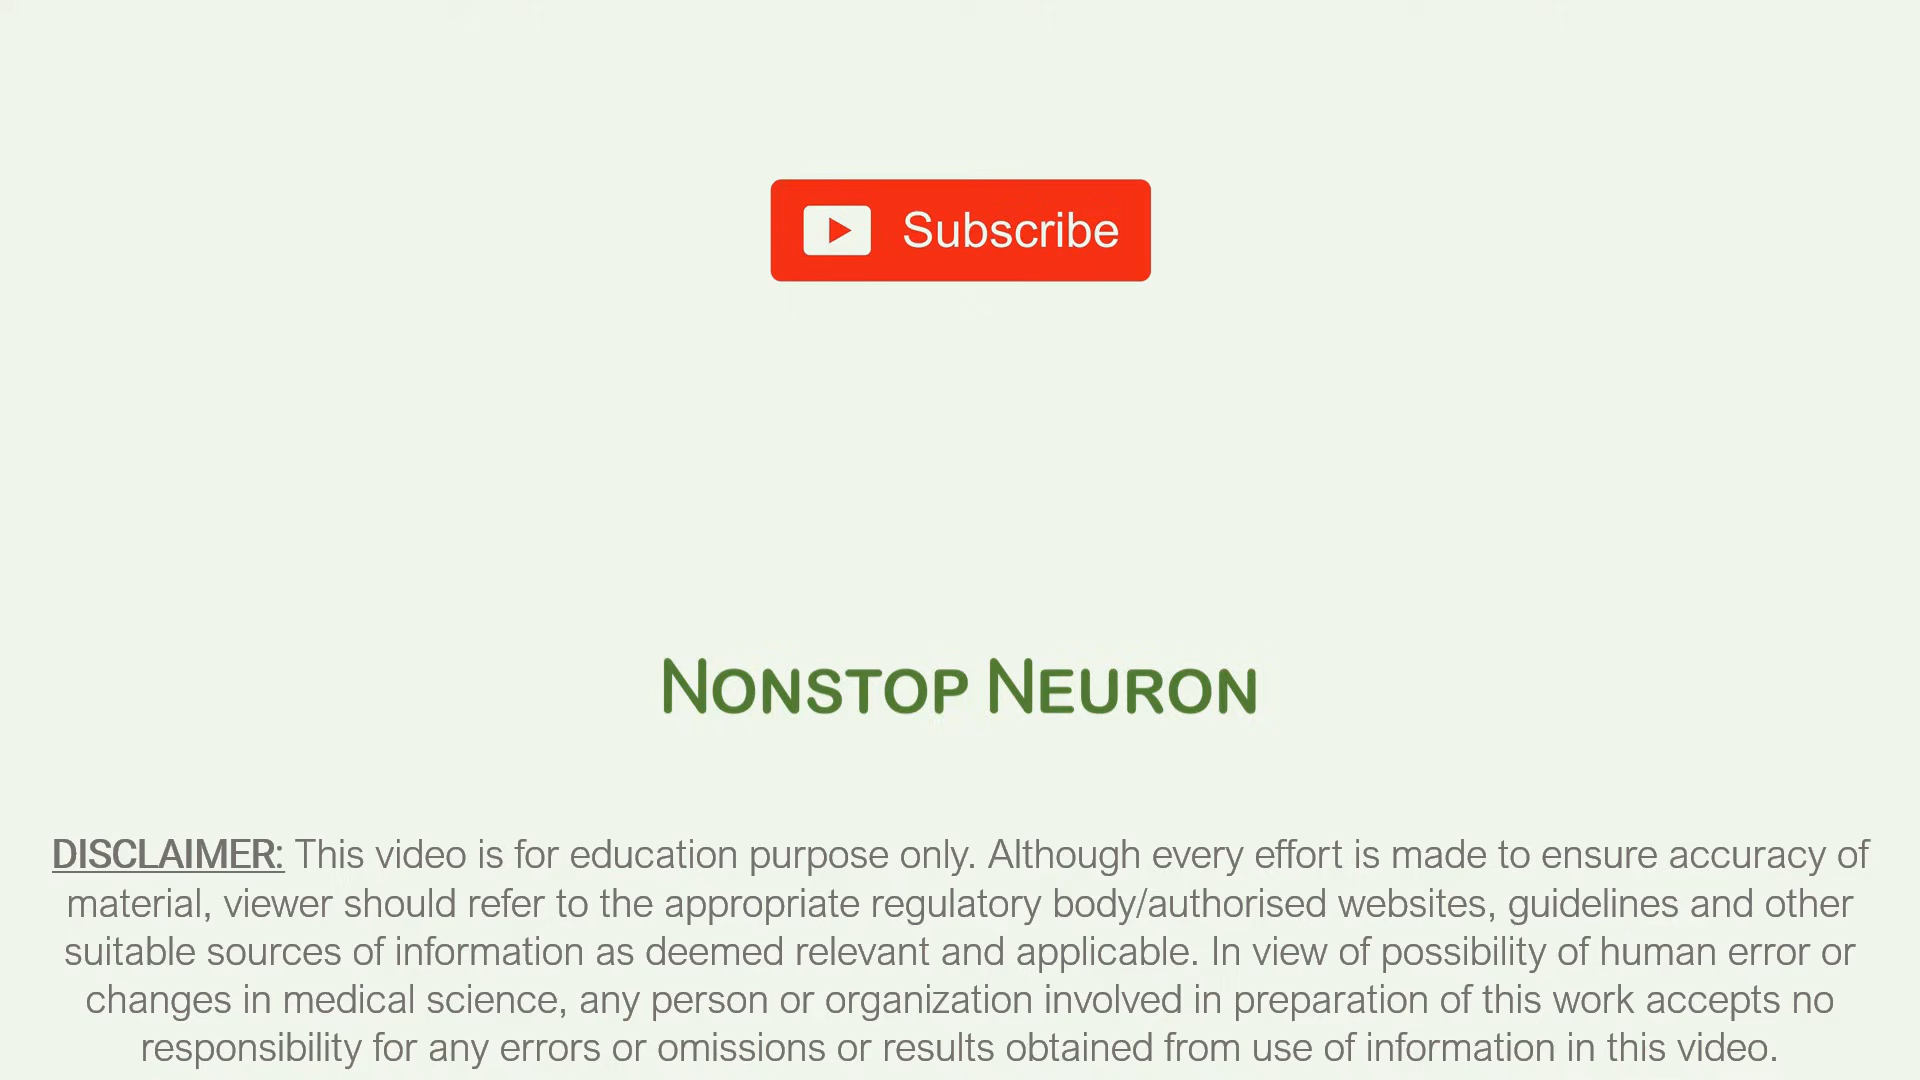 Subscribe
NONSTOP NEURON
DISCLAIMER: This video is for education purpose only. Although every effort is made to ensure accuracy of
material, viewer should refer to the appropriate regulatory body/authorised websites, guidelines and other
suitable sources of information as deemed relevant and applicable. In view of possibility of human error or
changes in medical science, any person or organization involved in preparation of this work accepts no
responsibility for any errors or omissions or results obtained from use of information in this video.